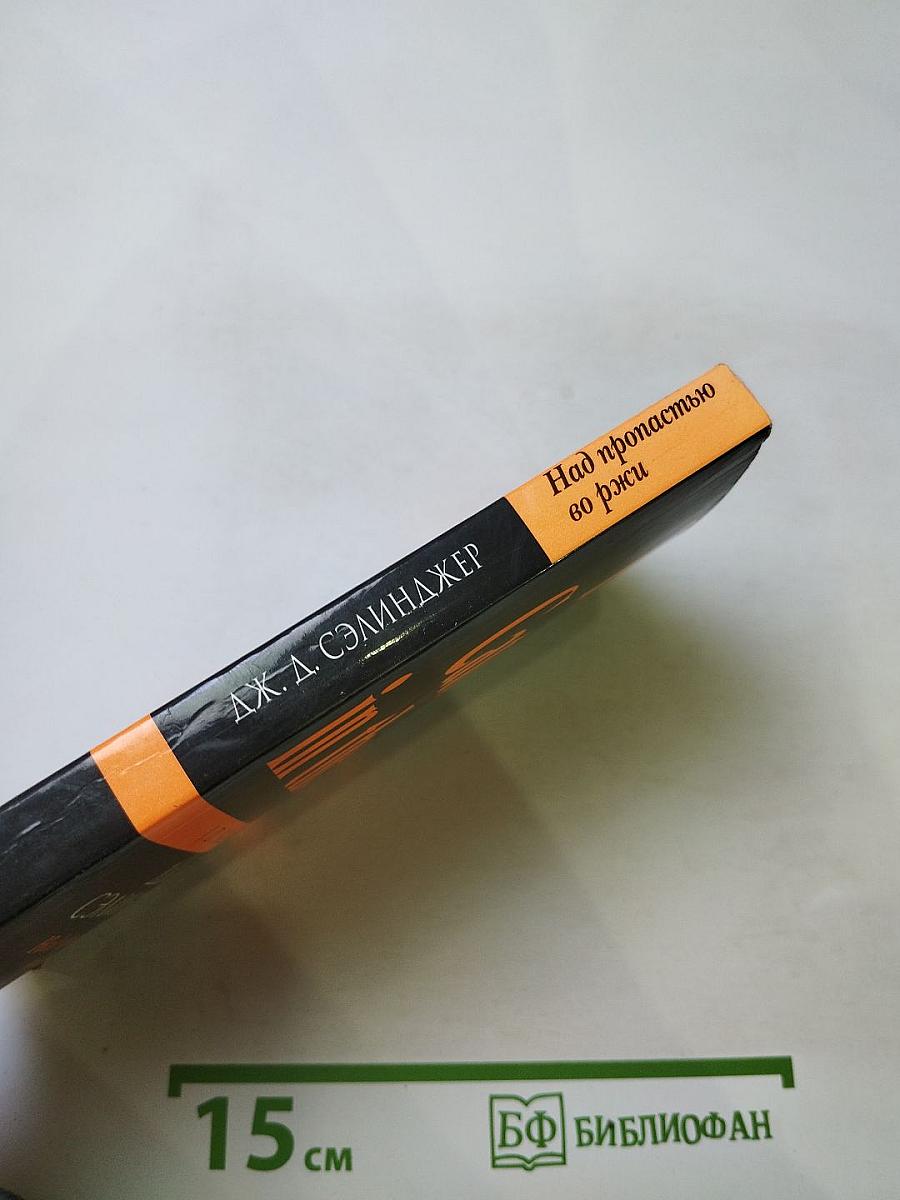 Над пропастью
во ржи
ДЖ. Д. СЭЛИНДЖЕР
15 см
БФ БИБЛИОФАН